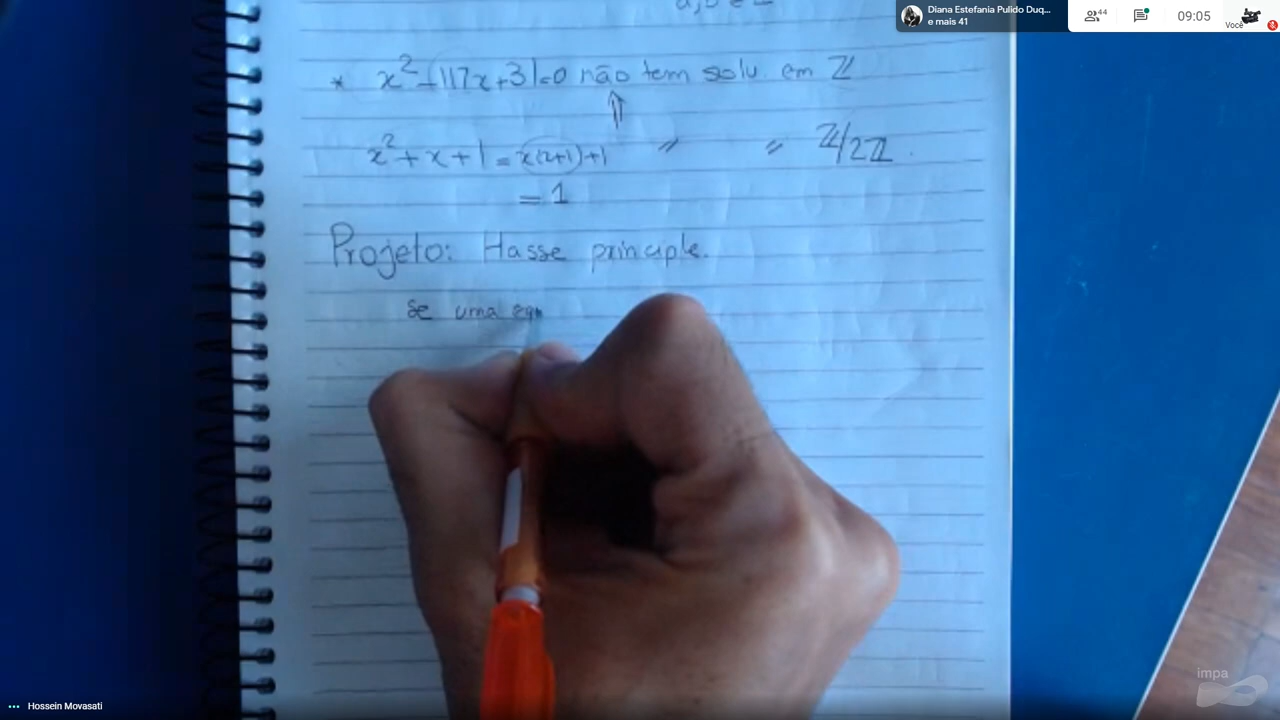 Diana Estefania Pulido Duq...
e mais 41
44
09:05
Você
* x² - 117x + 31 = 0 não tem solu. em ℤ
⇑
x² + x + 1 = x(x+1) + 1 〃 〃 ℤ/2ℤ.
= 1
Projeto: Hasse principle.
Se uma equ
impa
Hossein Movasati